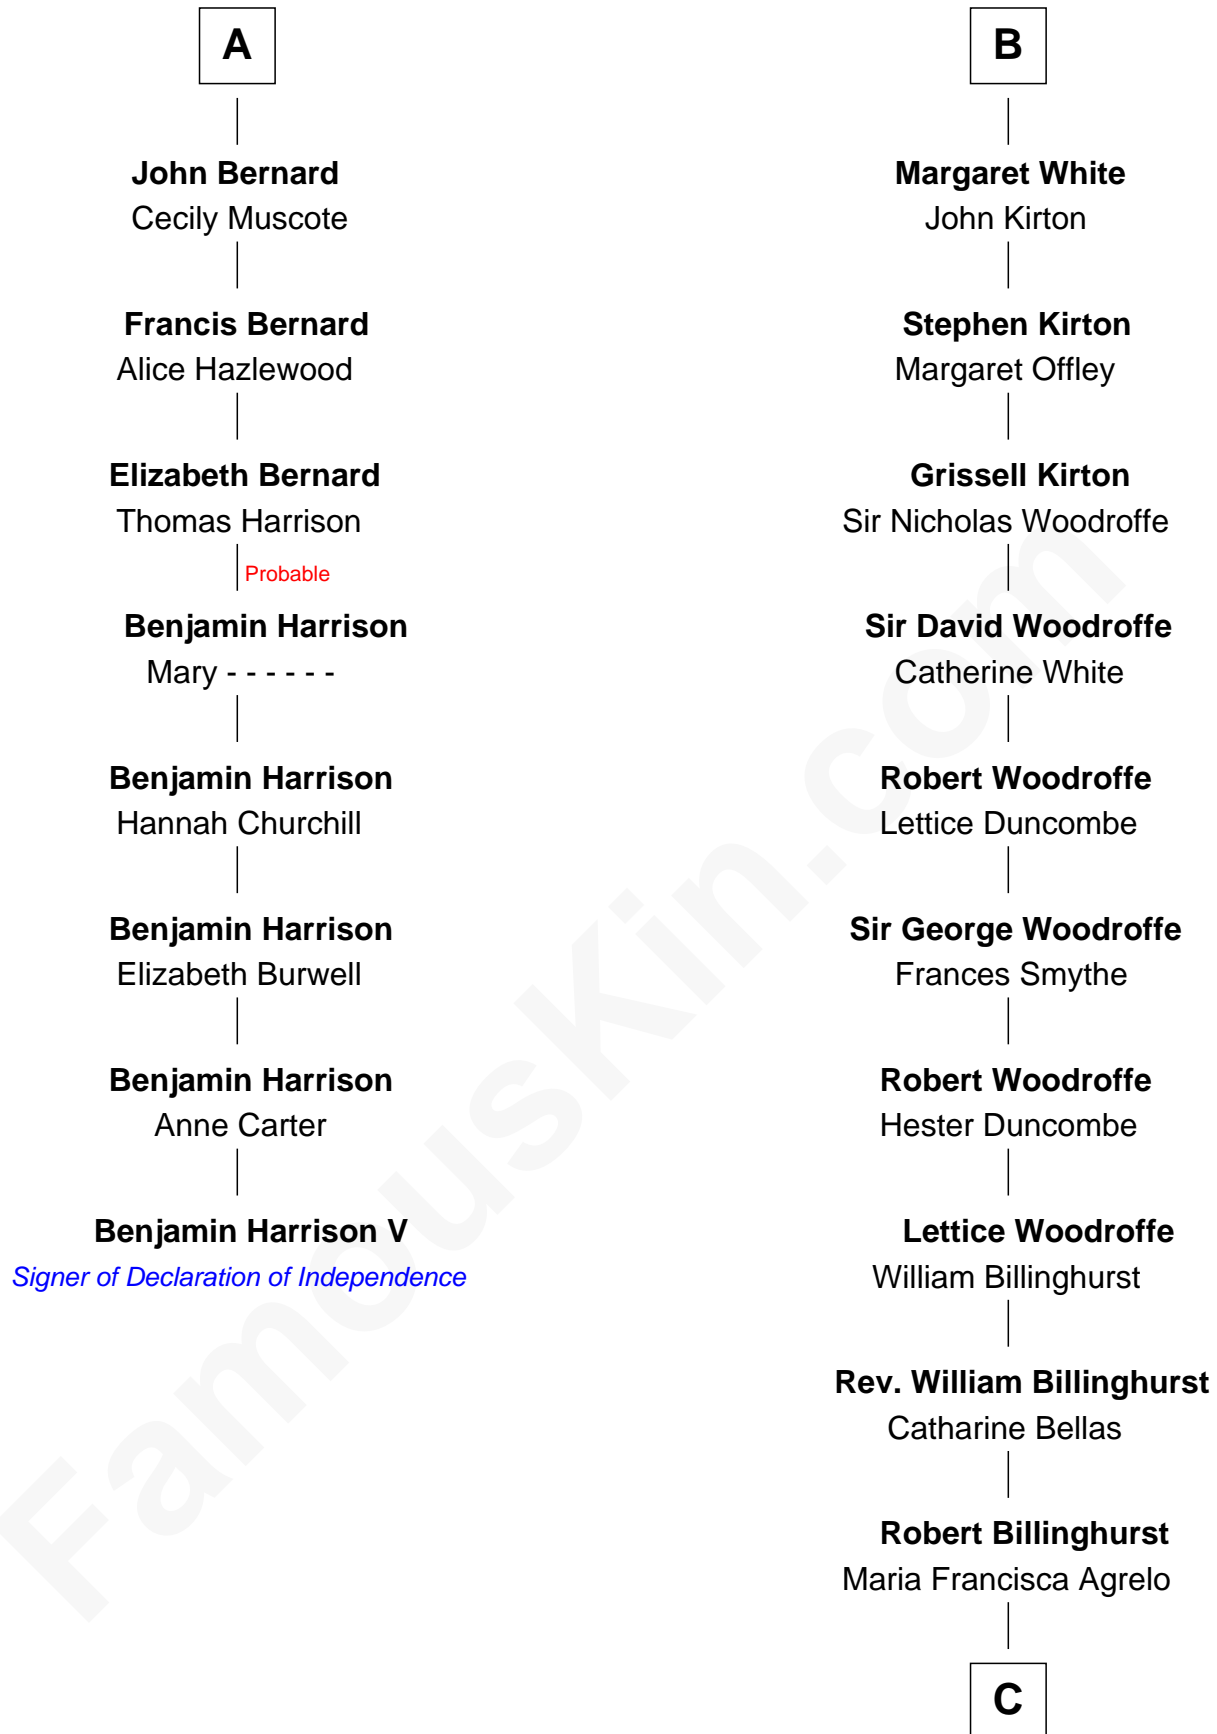 A
John Bernard
Cecily Muscote
Francis Bernard
Alice Hazlewood
Elizabeth Bernard
Thomas Harrison
Probable
Benjamin Harrison
Mary - - - - - -
Benjamin Harrison
Hannah Churchill
Benjamin Harrison
Elizabeth Burwell
Benjamin Harrison
Anne Carter
Benjamin Harrison V
Signer of Declaration of Independence
B
Margaret White
John Kirton
Stephen Kirton
Margaret Offley
Grissell Kirton
Sir Nicholas Woodroffe
Sir David Woodroffe
Catherine White
Robert Woodroffe
Lettice Duncombe
Sir George Woodroffe
Frances Smythe
Robert Woodroffe
Hester Duncombe
Lettice Woodroffe
William Billinghurst
Rev. William Billinghurst
Catharine Bellas
Robert Billinghurst
Maria Francisca Agrelo
C
FamousKin.com